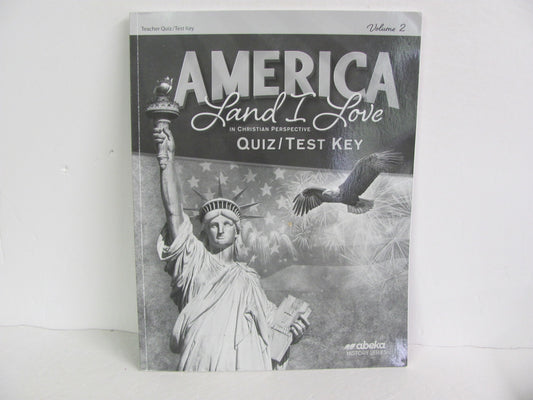 Teacher Quiz/Test Key
Volume 2
AMERICA
Land I Love
IN CHRISTIAN PERSPECTIVE
QUIZ/TEST KEY
abeka
HISTORY SERIES